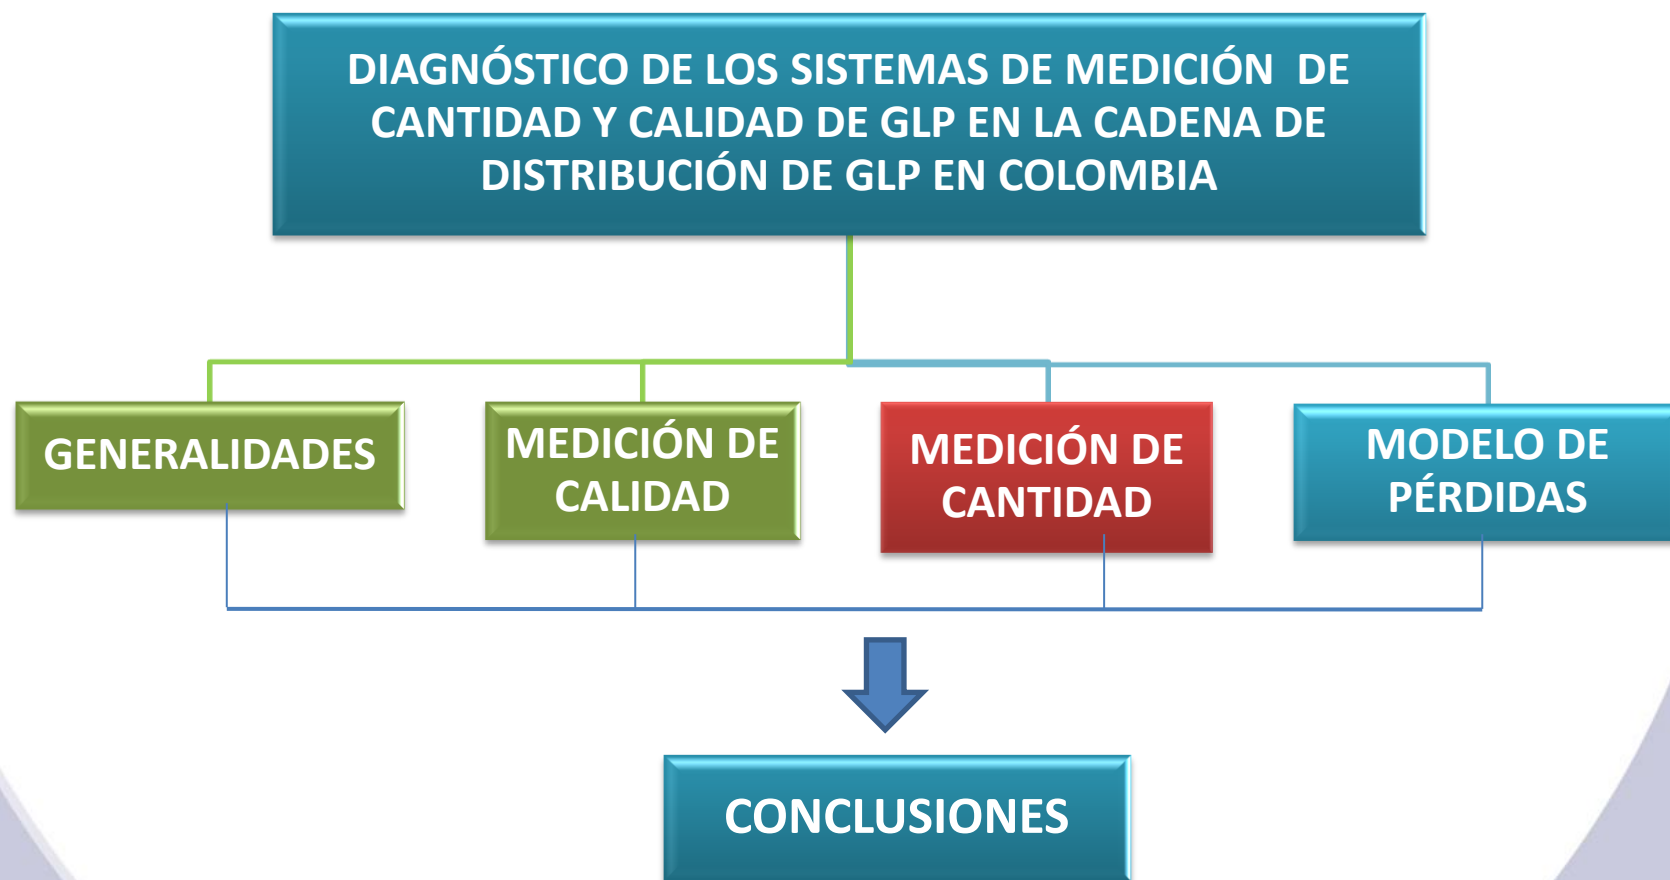 DIAGNÓSTICO DE LOS SISTEMAS DE MEDICIÓN DE
CANTIDAD Y CALIDAD DE GLP EN LA CADENA DE
DISTRIBUCIÓN DE GLP EN COLOMBIA
GENERALIDADES
MEDICIÓN DE
CALIDAD
MEDICIÓN DE
CANTIDAD
MODELO DE
PÉRDIDAS
CONCLUSIONES